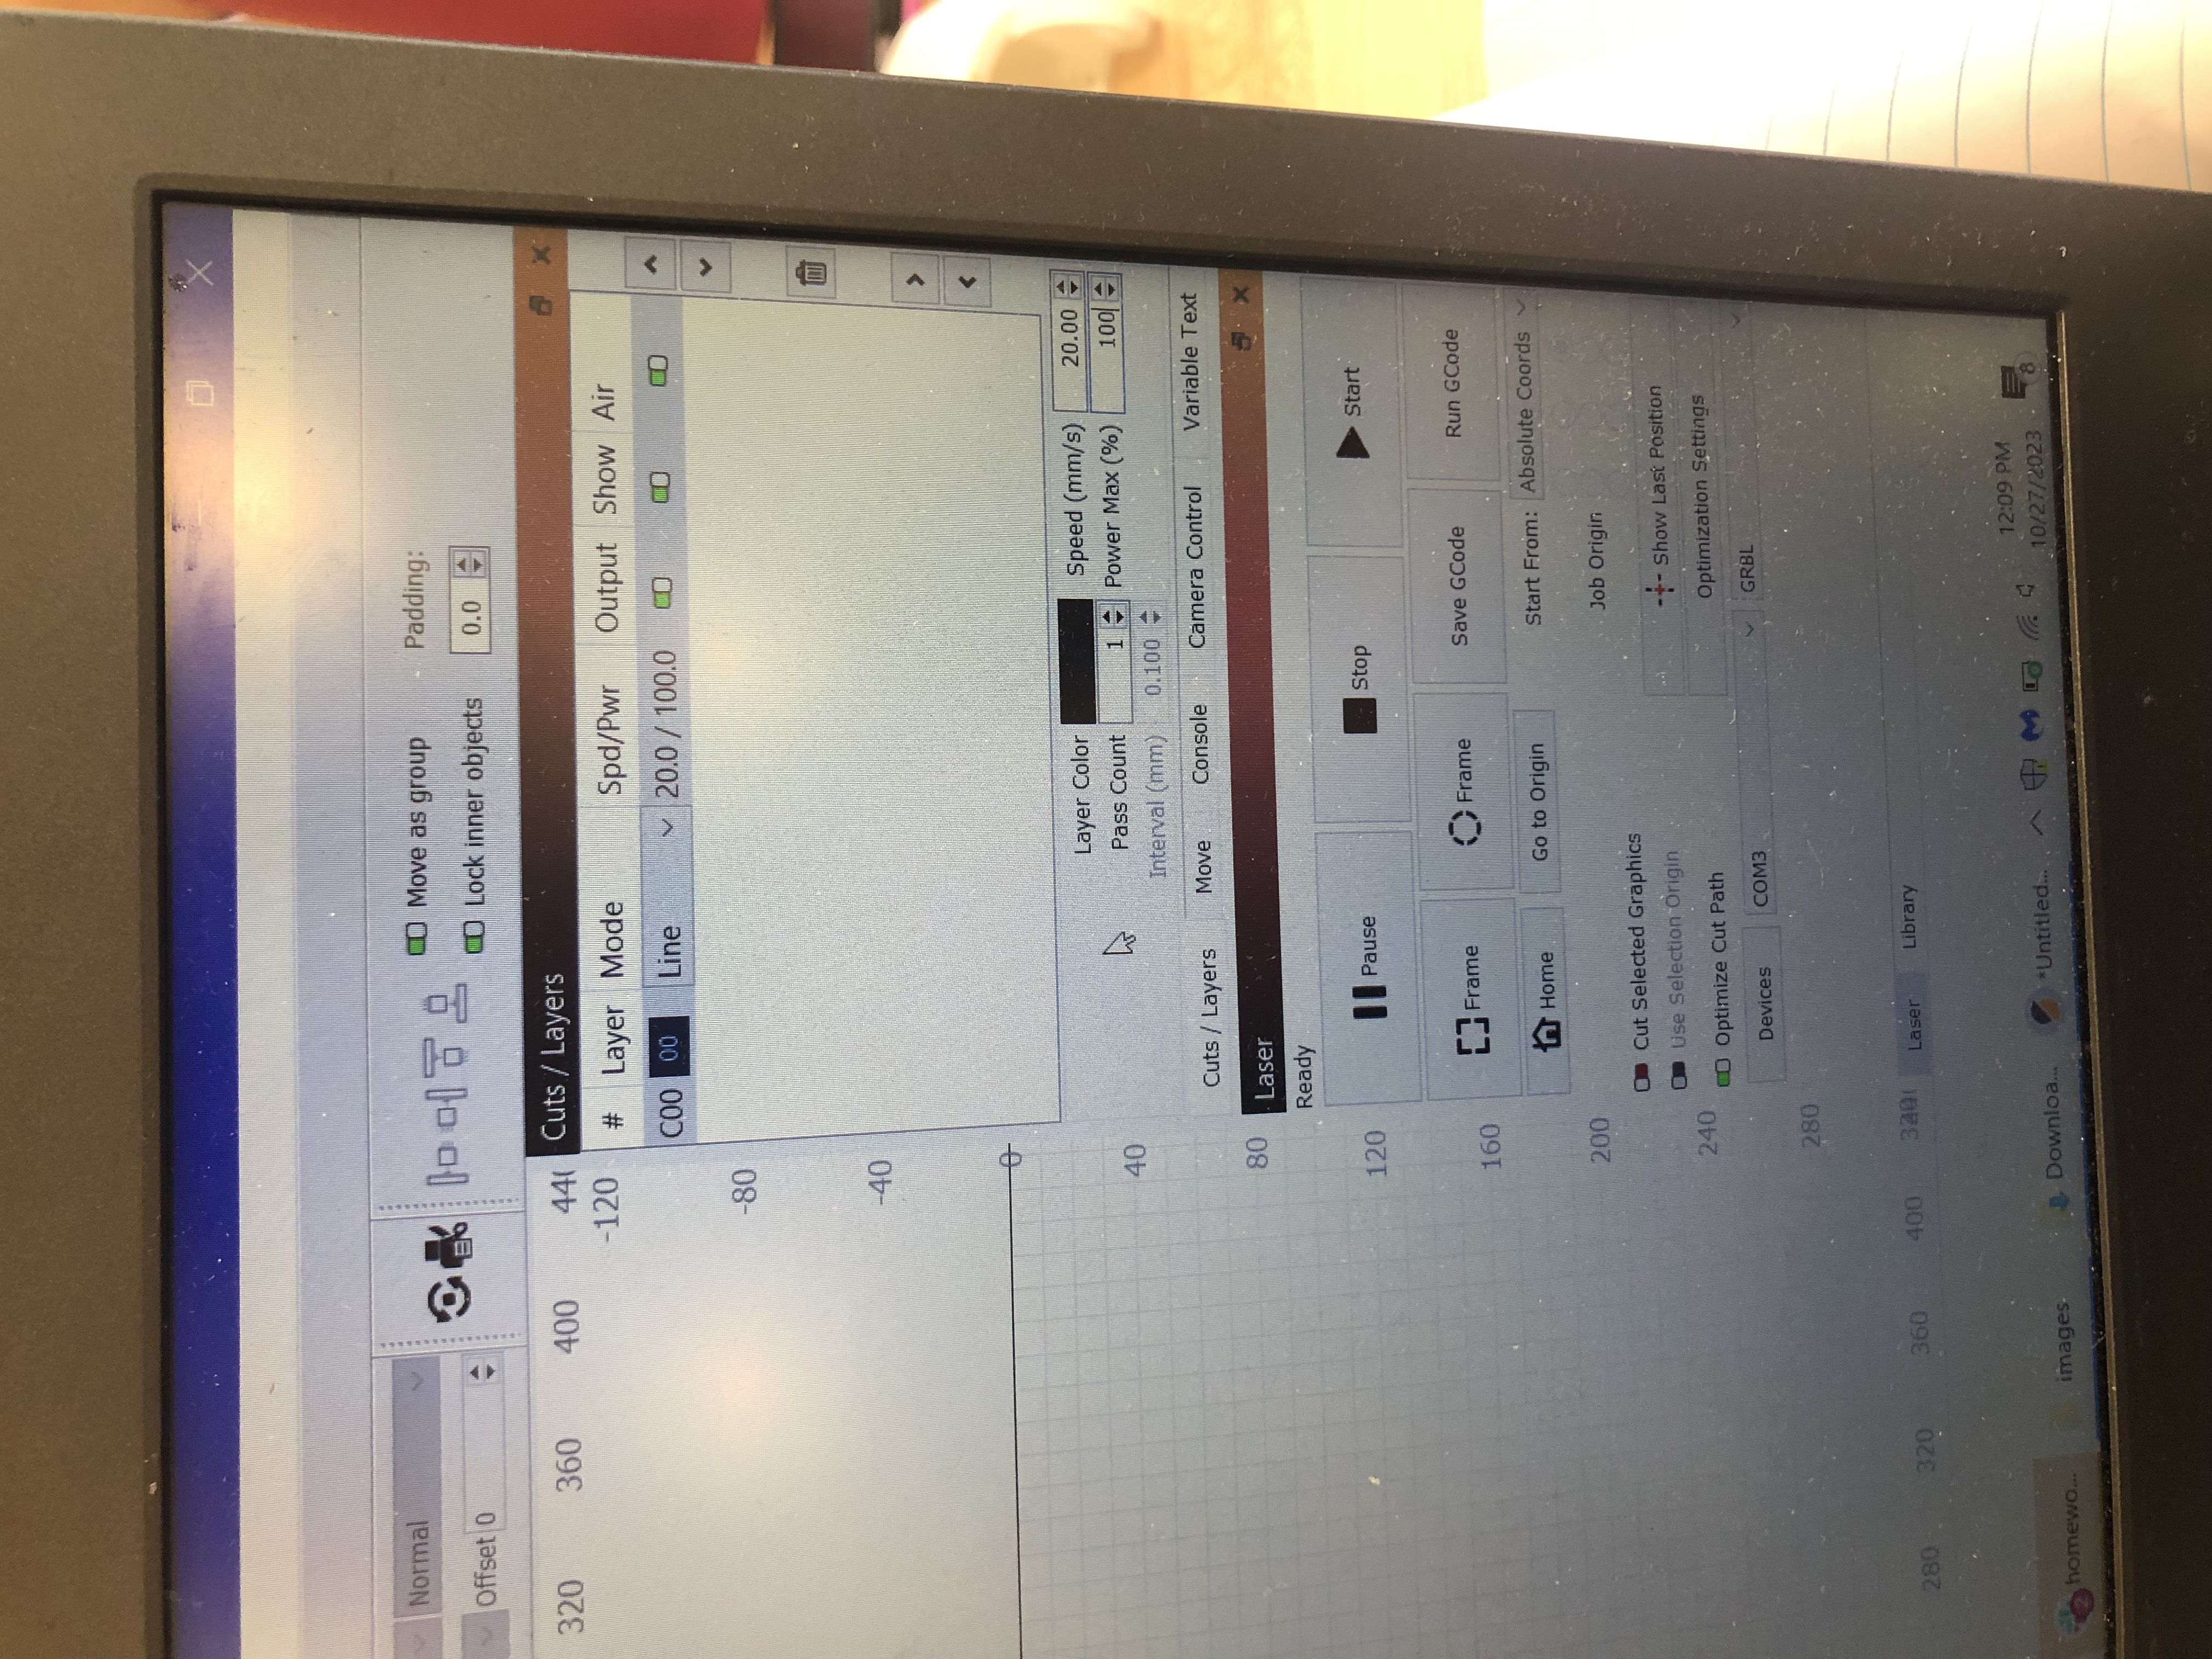 Normal
Offset 0
Move as group
Lock inner objects
Padding:
0.0
320 360 400
-120
-80
-40
0
40
80
120
160
200
240
280
Cuts / Layers
# Layer Mode Spd/Pwr Output Show Air
C00 00 Line 20.0 / 100.0
Layer Color Speed (mm/s) 20.00
Pass Count 1 Power Max (%) 100
Interval (mm) 0.100
Cuts / Layers Move Console Camera Control Variable Text
Laser
Ready
Pause Stop Start
Frame Frame Save GCode Run GCode
Home Go to Origin Start From: Absolute Coords
Job Origin
Cut Selected Graphics
Use Selection Origin
Show Last Position
Optimize Cut Path
Optimization Settings
Devices COM3 GRBL
280 320 360 400
Laser Library
2 homewo... images Downloa... *Untitled...
12:09 PM
10/27/2023
8